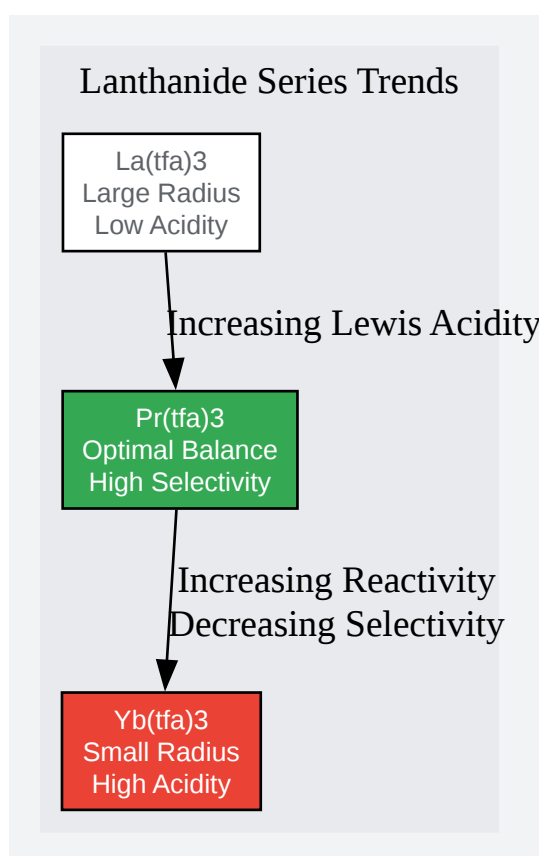 Lanthanide Series Trends
La(tfa)3
Large Radius
Low Acidity
Increasing Lewis Acidity
Pr(tfa)3
Optimal Balance
High Selectivity
Increasing Reactivity
Decreasing Selectivity
Yb(tfa)3
Small Radius
High Acidity